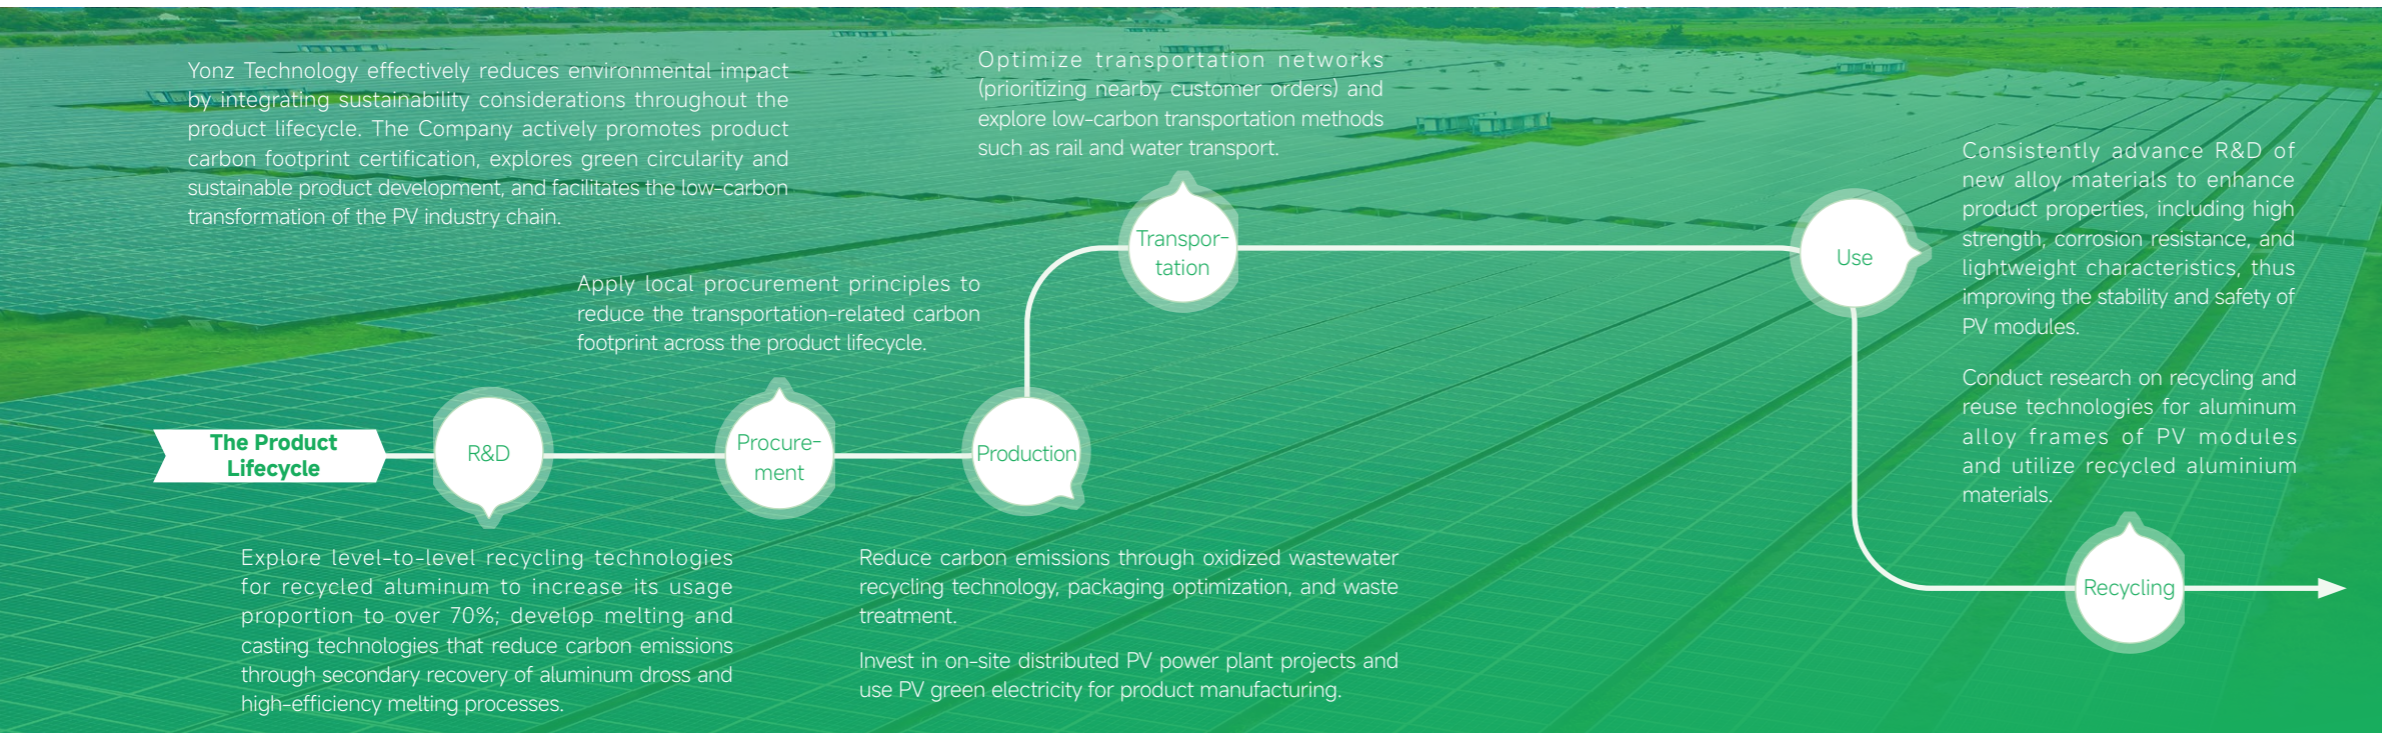 Yonz Technology effectively reduces environmental impact
by integrating sustainability considerations throughout the
product lifecycle. The Company actively promotes product
carbon footprint certification, explores green circularity and
sustainable product development, and facilitates the low-carbon
transformation of the PV industry chain.
The Product
Lifecycle
R&D
Explore level-to-level recycling technologies
for recycled aluminum to increase its usage
proportion to over 70%; develop melting and
casting technologies that reduce carbon emissions
through secondary recovery of aluminum dross and
high-efficiency melting processes.
Apply local procurement principles to
reduce the transportation-related carbon
footprint across the product lifecycle.
Procure-
ment
Production
Reduce carbon emissions through oxidized wastewater
recycling technology, packaging optimization, and waste
treatment.
Invest in on-site distributed PV power plant projects and
use PV green electricity for product manufacturing.
Optimize transportation networks
(prioritizing nearby customer orders) and
explore low-carbon transportation methods
such as rail and water transport.
Transpor-
tation
Use
Consistently advance R&D of
new alloy materials to enhance
product properties, including high
strength, corrosion resistance, and
lightweight characteristics, thus
improving the stability and safety of
PV modules.
Conduct research on recycling and
reuse technologies for aluminum
alloy frames of PV modules
and utilize recycled aluminium
materials.
Recycling